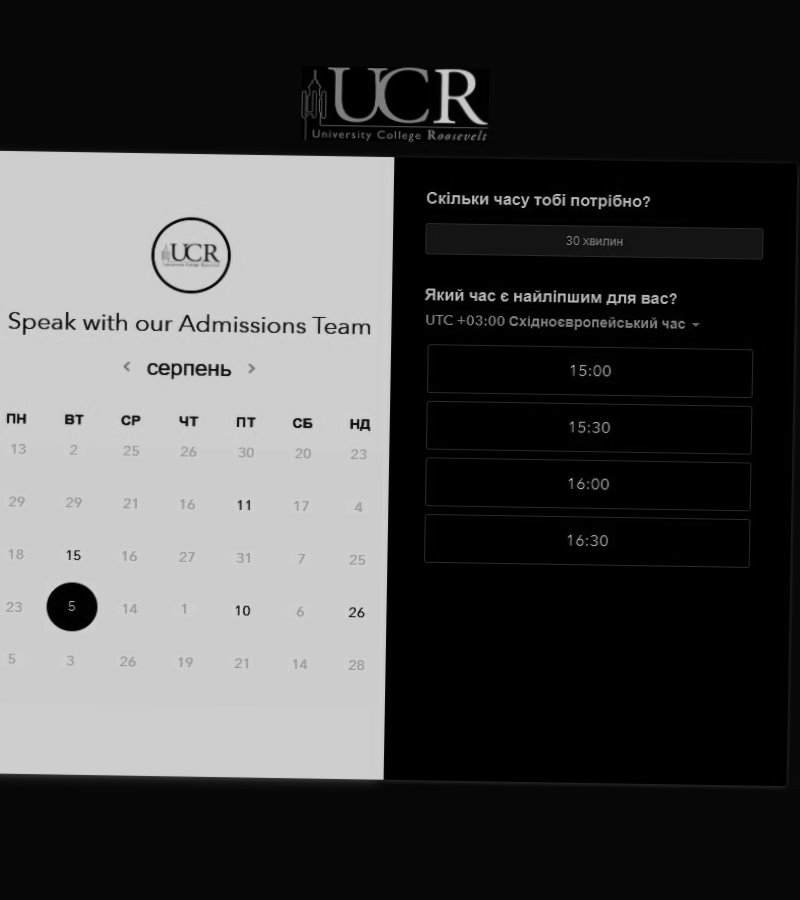 UCR
University College Roosevelt
UCR
Speak with our Admissions Team
‹ серпень ›
ПН ВТ СР ЧТ ПТ СБ НД
13 2 25 26 30 20 23
29 29 21 16 11 17 4
18 15 16 27 31 7 25
23 5 14 1 10 6 26
5 3 26 19 21 14 28
Скільки часу тобі потрібно?
30 хвилин
Який час є найліпшим для вас?
UTC +03:00 Східноєвропейський час
15:00
15:30
16:00
16:30